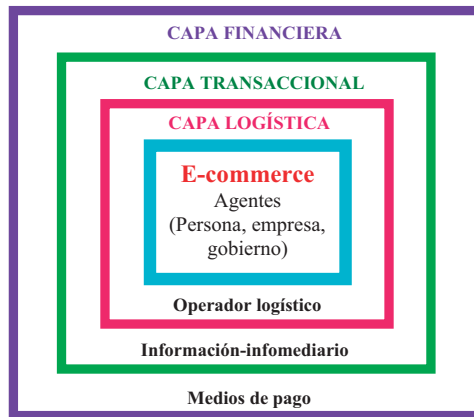 CAPA FINANCIERA
CAPA TRANSACCIONAL
CAPA LOGÍSTICA
E-commerce
Agentes
(Persona, empresa,
gobierno)
Operador logístico
Información-infomediario
Medios de pago